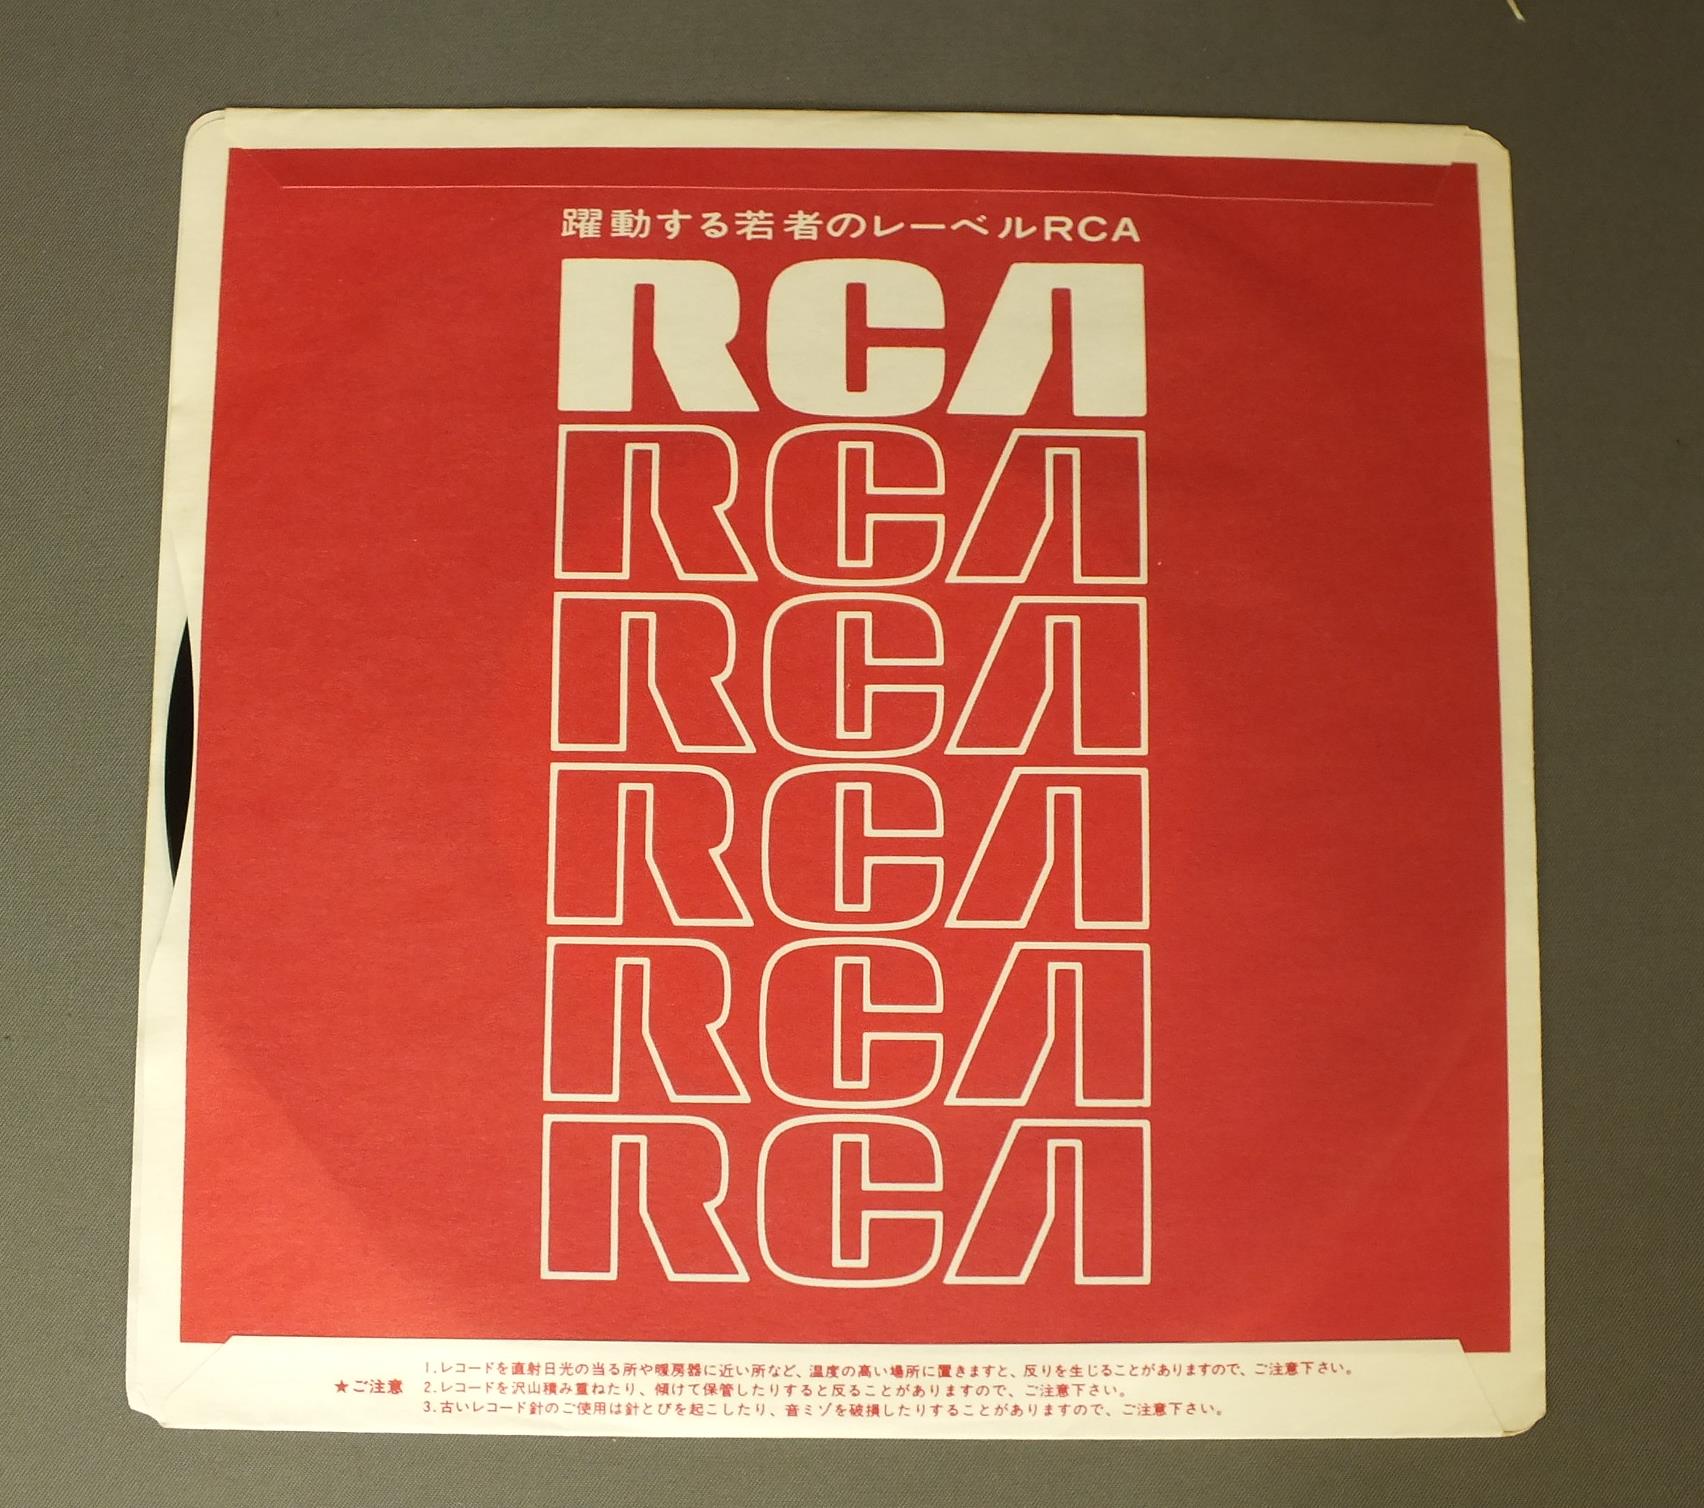 躍動する若者のレーベルRCA
RCA
RCA
RCA
RCA
RCA
RCA
★ご注意
1.レコードを直射日光の当る所や暖房器に近い所など、温度の高い場所に置きますと、反りを生じることがありますので、ご注意下さい。
2.レコードを沢山積み重ねたり、傾けて保管したりすると反ることがありますので、ご注意下さい。
3.古いレコード針のご使用は針とびを起こしたり、音ミゾを破損したりすることがありますので、ご注意下さい。